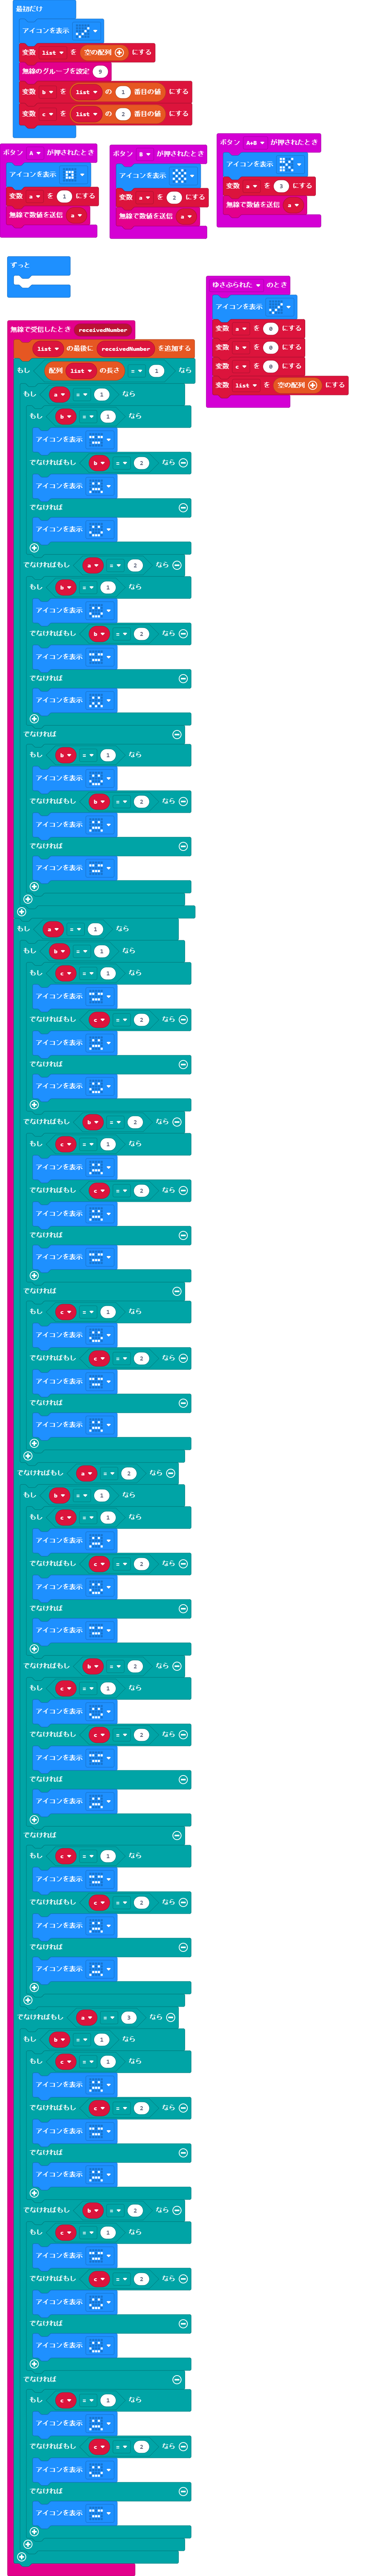 最初だけ
アイコンを表示
変数 list を 空の配列 にする
無線のグループを設定 9
変数 b を list の 1 番目の値 にする
変数 c を list の 2 番目の値 にする
ボタン A が押されたとき
アイコンを表示
変数 a を 1 にする
無線で数値を送信 a
ボタン B が押されたとき
アイコンを表示
変数 a を 2 にする
無線で数値を送信 a
ボタン A+B が押されたとき
アイコンを表示
変数 a を 3 にする
無線で数値を送信 a
ずっと
ゆさぶられた のとき
アイコンを表示
変数 a を 0 にする
変数 b を 0 にする
変数 c を 0 にする
変数 list を 空の配列 にする
無線で受信したとき receivedNumber
list の最後に receivedNumber を追加する
もし 配列 list の長さ = 1 なら
もし a = 1 なら
もし b = 1 なら
アイコンを表示
でなければもし b = 2 なら
アイコンを表示
でなければ
アイコンを表示
でなければもし a = 2 なら
もし b = 1 なら
アイコンを表示
でなければもし b = 2 なら
アイコンを表示
でなければ
アイコンを表示
でなければ
もし b = 1 なら
アイコンを表示
でなければもし b = 2 なら
アイコンを表示
でなければ
アイコンを表示
もし a = 1 なら
もし b = 1 なら
もし c = 1 なら
アイコンを表示
でなければもし c = 2 なら
アイコンを表示
でなければ
アイコンを表示
でなければもし b = 2 なら
もし c = 1 なら
アイコンを表示
でなければもし c = 2 なら
アイコンを表示
でなければ
アイコンを表示
でなければ
もし c = 1 なら
アイコンを表示
でなければもし c = 2 なら
アイコンを表示
でなければ
アイコンを表示
でなければもし a = 2 なら
もし b = 1 なら
もし c = 1 なら
アイコンを表示
でなければもし c = 2 なら
アイコンを表示
でなければ
アイコンを表示
でなければもし b = 2 なら
もし c = 1 なら
アイコンを表示
でなければもし c = 2 なら
アイコンを表示
でなければ
アイコンを表示
でなければ
もし c = 1 なら
アイコンを表示
でなければもし c = 2 なら
アイコンを表示
でなければ
アイコンを表示
でなければもし a = 3 なら
もし b = 1 なら
もし c = 1 なら
アイコンを表示
でなければもし c = 2 なら
アイコンを表示
でなければ
アイコンを表示
でなければもし b = 2 なら
もし c = 1 なら
アイコンを表示
でなければもし c = 2 なら
アイコンを表示
でなければ
アイコンを表示
でなければ
もし c = 1 なら
アイコンを表示
でなければもし c = 2 なら
アイコンを表示
でなければ
アイコンを表示